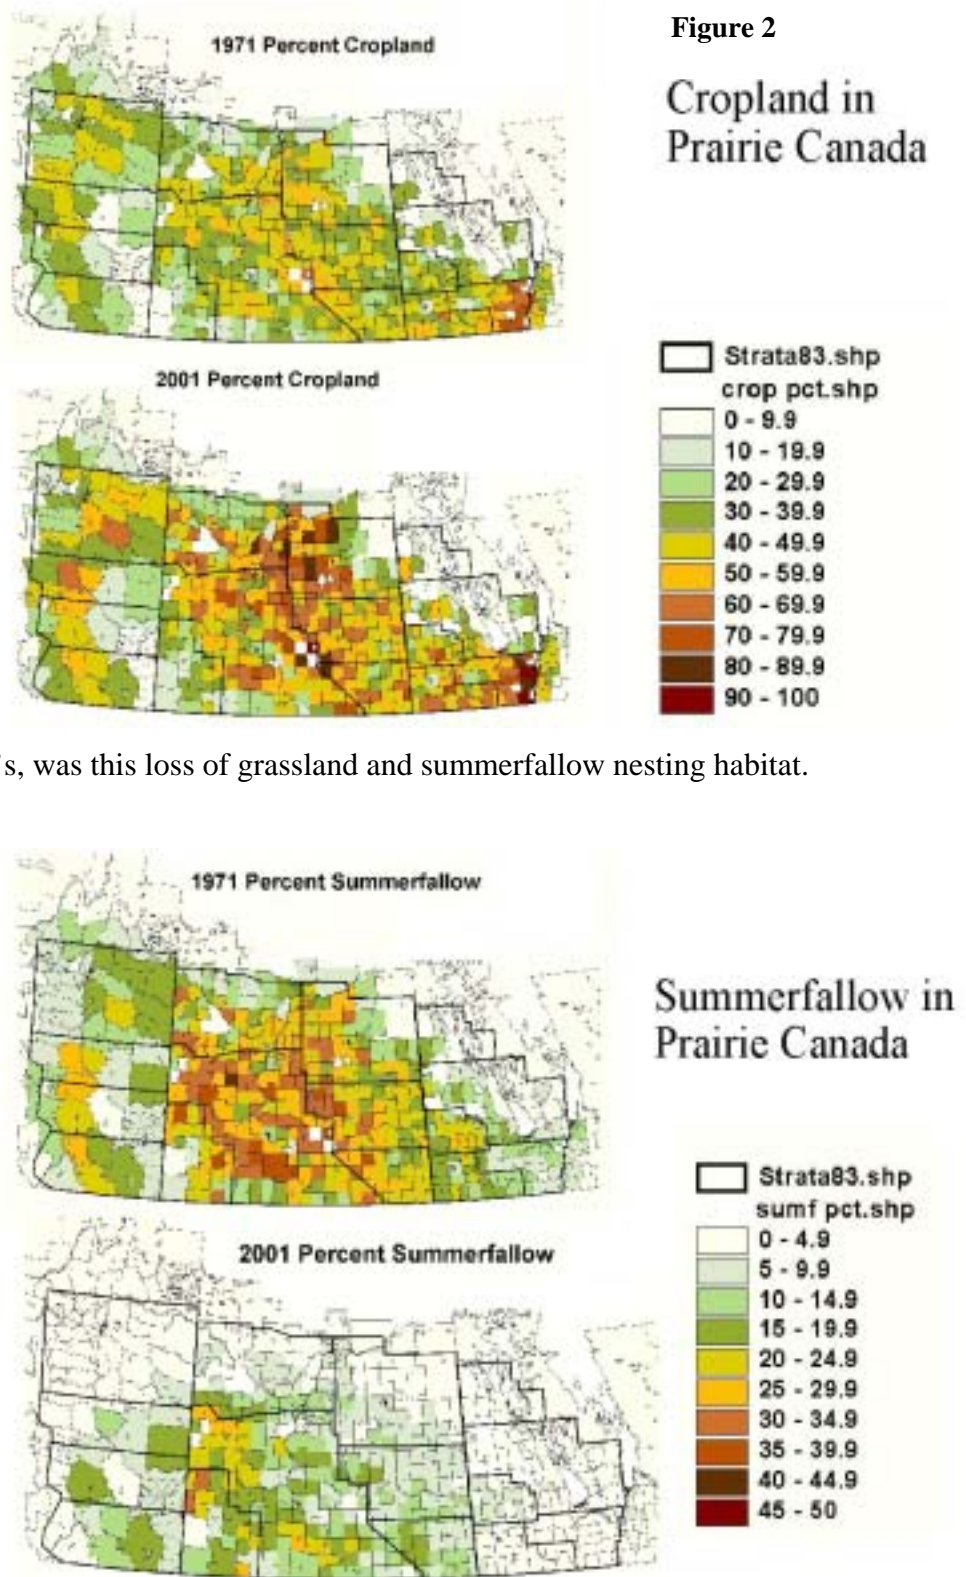 Figure 2
1971 Percent Cropland
Cropland in
Prairie Canada
2001 Percent Cropland
Strata83.shp
crop pct.shp
0 - 9.9
10 - 19.9
20 - 29.9
30 - 39.9
40 - 49.9
50 - 59.9
60 - 69.9
70 - 79.9
80 - 89.9
90 - 100
's, was this loss of grassland and summerfallow nesting habitat.
1971 Percent Summerfallow
Summerfallow in
Prairie Canada
2001 Percent Summerfallow
Strata83.shp
sumf pct.shp
0 - 4.9
5 - 9.9
10 - 14.9
15 - 19.9
20 - 24.9
25 - 29.9
30 - 34.9
35 - 39.9
40 - 44.9
45 - 50